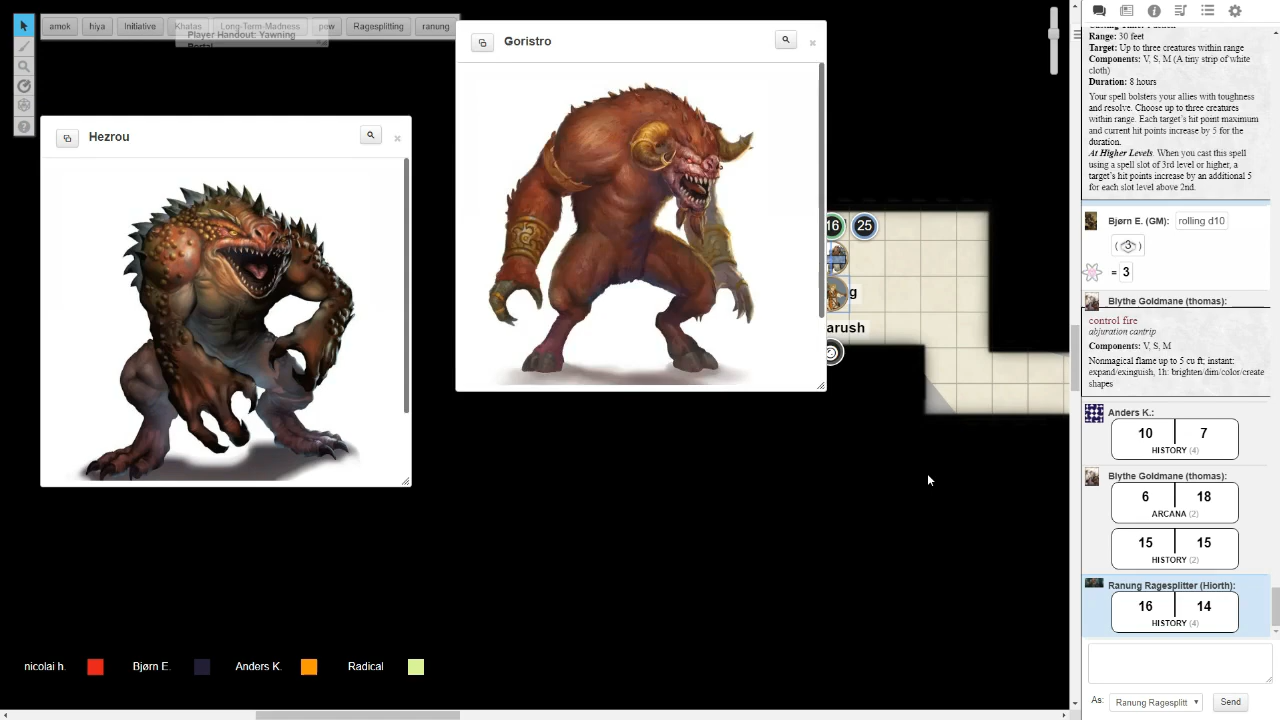 amok hiya Initiative Khatas Long-Term-Madness pew Ragesplitting ranung
Player Handout: Yawning
Portal
Goristro
Hezrou
16 25
g
arush
nicolai h. Bjørn E. Anders K. Radical
Range: 30 feet
Target: Up to three creatures within range
Components: V, S, M (A tiny strip of white
cloth)
Duration: 8 hours
Your spell bolsters your allies with toughness
and resolve. Choose up to three creatures
within range. Each target's hit point maximum
and current hit points increase by 5 for the
duration.
At Higher Levels. When you cast this spell
using a spell slot of 3rd level or higher, a
target's hit points increase by an additional 5
for each slot level above 2nd.
Bjørn E. (GM): rolling d10
(3)
= 3
Blythe Goldmane (thomas):
control fire
abjuration cantrip
Components: V, S, M
Nonmagical flame up to 5 cu ft; instant:
expand/exinguish, 1h: brighten/dim/color/create
shapes
Anders K.:
10 7
HISTORY (4)
Blythe Goldmane (thomas):
6 18
ARCANA (2)
15 15
HISTORY (2)
Ranung Ragesplitter (Hiorth):
16 14
HISTORY (4)
As: Ranung Ragesplitt Send